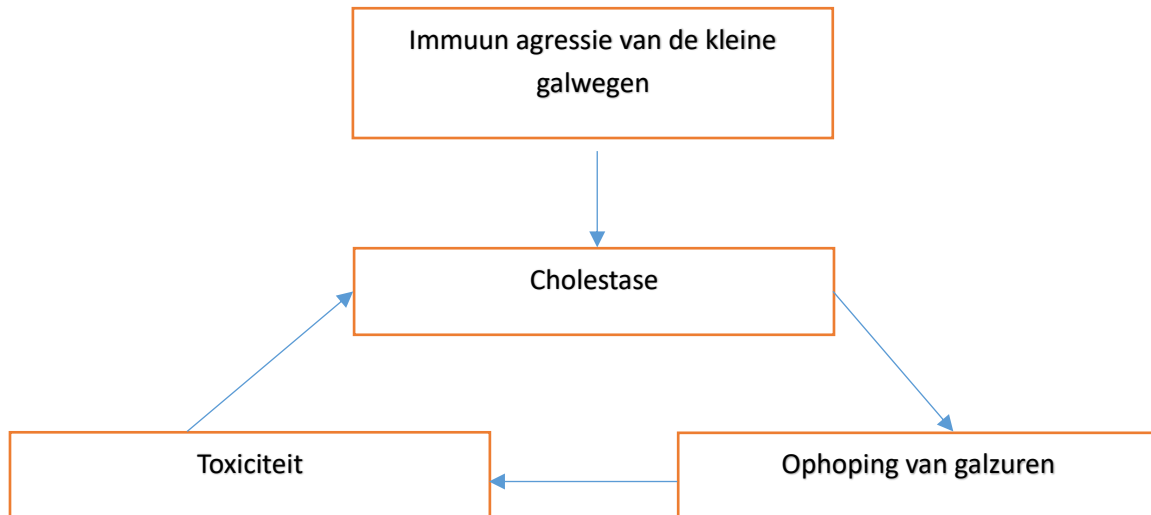 Immuun agressie van de kleine
galwegen
Cholestase
Toxiciteit
Ophoping van galzuren